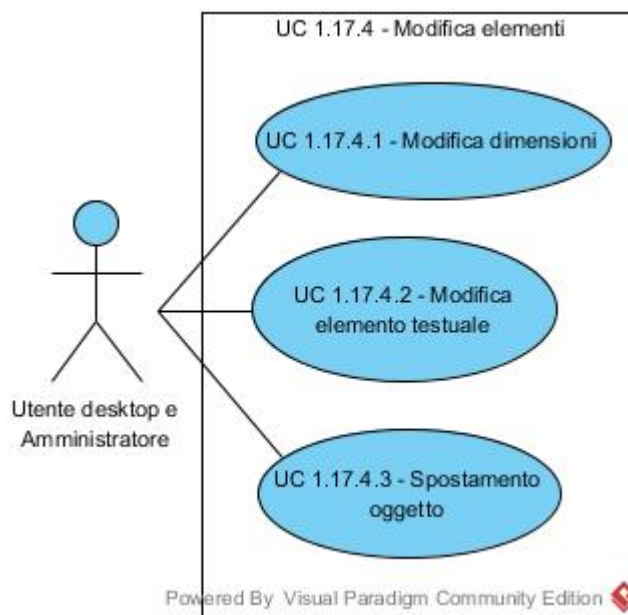 UC 1.17.4 - Modifica elementi
UC 1.17.4.1 - Modifica dimensioni
UC 1.17.4.2 - Modifica
elemento testuale
Utente desktop e
Amministratore
UC 1.17.4.3 - Spostamento
oggetto
Powered By Visual Paradigm Community Edition